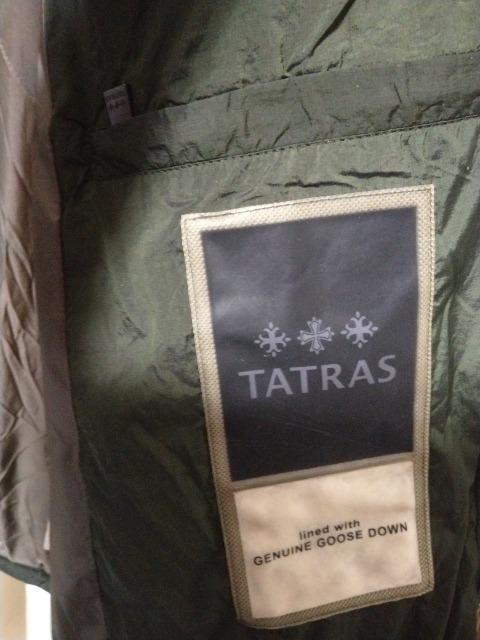 TATRAS
lined with
GENUINE GOOSE DOWN